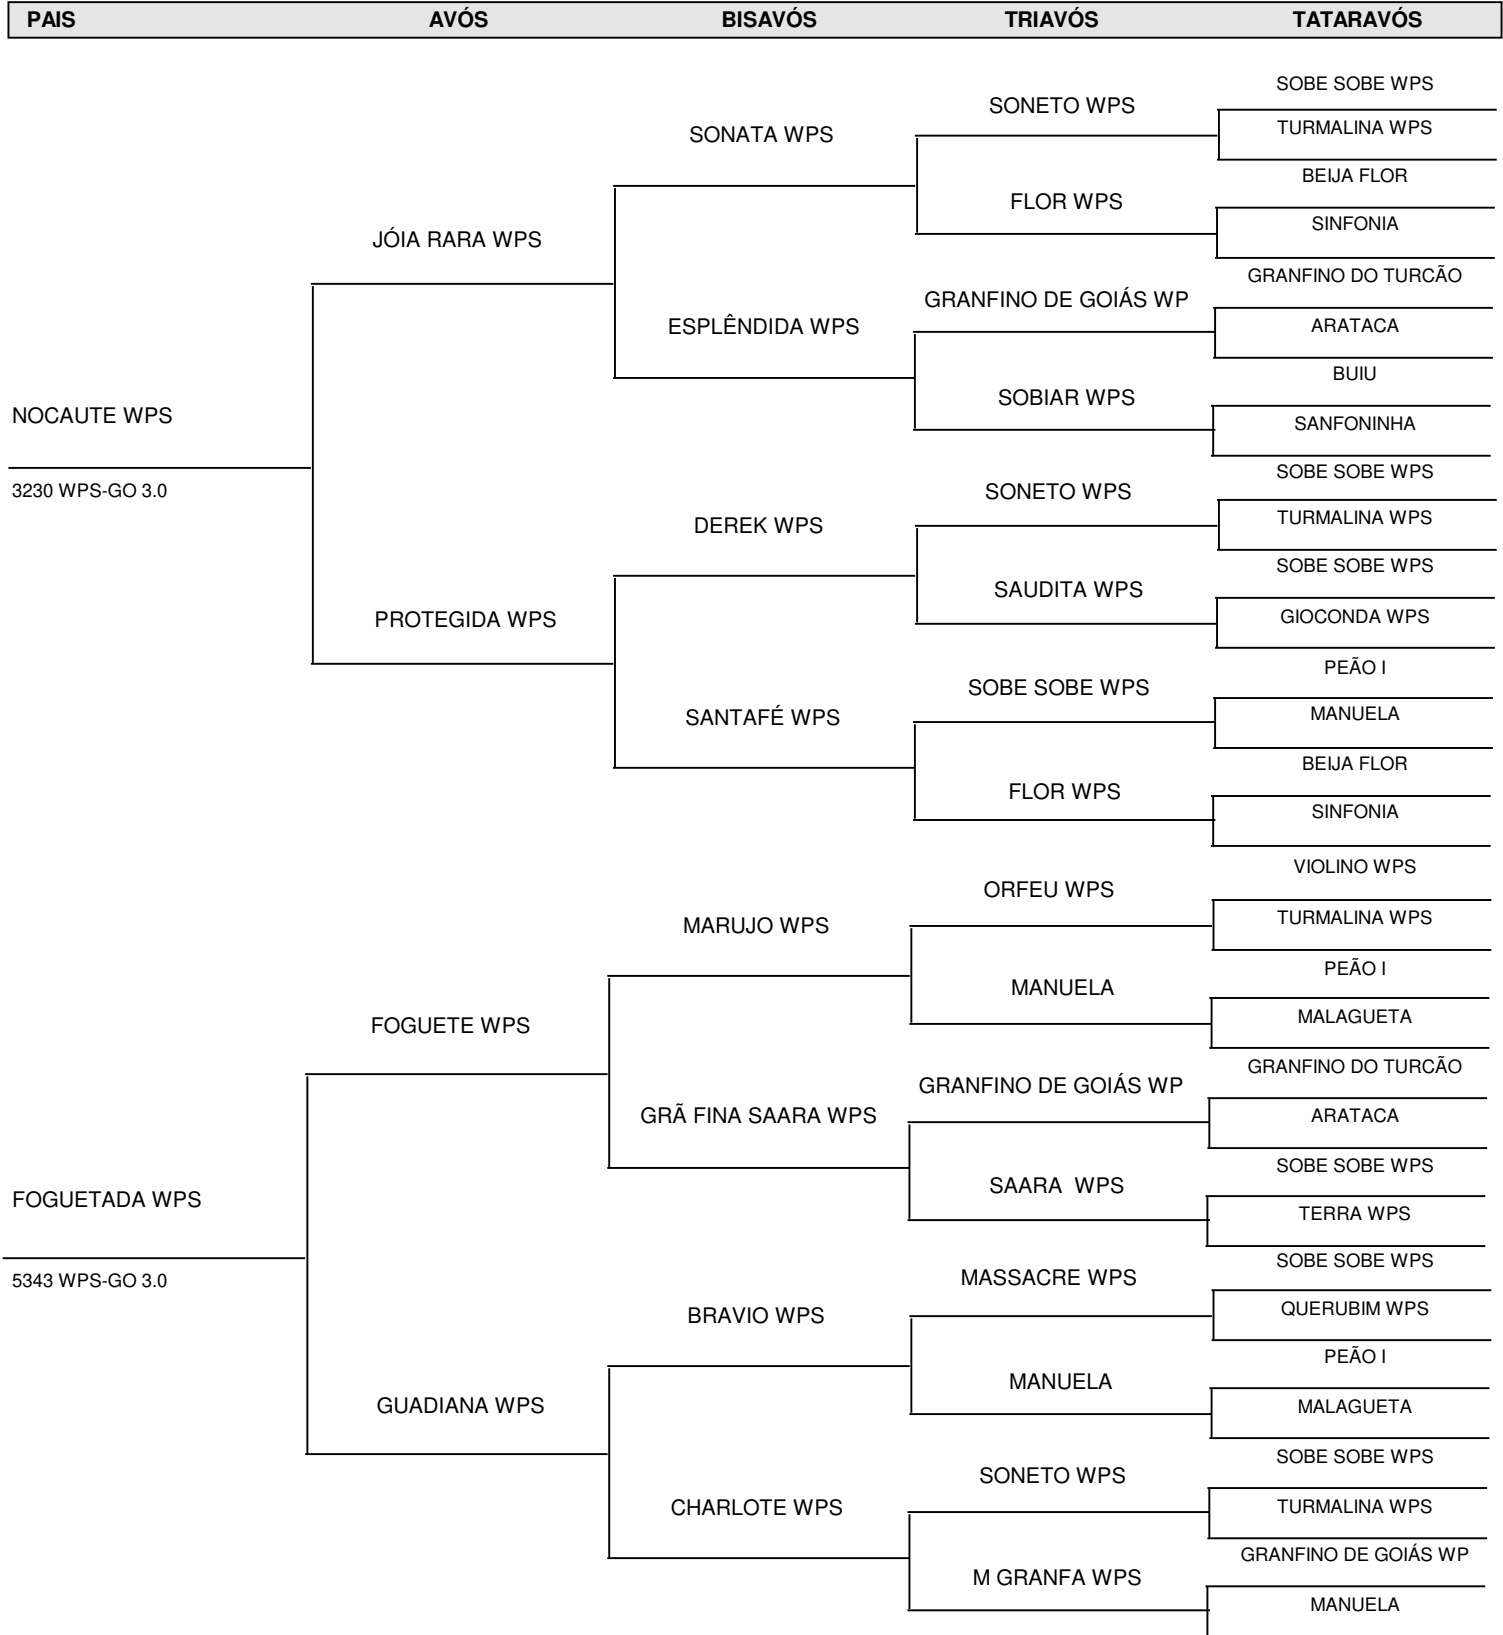 PAIS AVÓS BISAVÓS TRIAVÓS TATARAVÓS
SOBE SOBE WPS
SONETO WPS
TURMALINA WPS
SONATA WPS
BEIJA FLOR
FLOR WPS
SINFONIA
JÓIA RARA WPS
GRANFINO DO TURCÃO
GRANFINO DE GOIÁS WP
ESPLÊNDIDA WPS
ARATACA
BUIU
SOBIAR WPS
NOCAUTE WPS
SANFONINHA
SOBE SOBE WPS
3230 WPS-GO 3.0
SONETO WPS
TURMALINA WPS
DEREK WPS
SOBE SOBE WPS
SAUDITA WPS
GIOCONDA WPS
PROTEGIDA WPS
PEÃO I
SOBE SOBE WPS
MANUELA
SANTAFÉ WPS
BEIJA FLOR
FLOR WPS
SINFONIA
VIOLINO WPS
ORFEU WPS
TURMALINA WPS
MARUJO WPS
PEÃO I
MANUELA
MALAGUETA
FOGUETE WPS
GRANFINO DO TURCÃO
GRANFINO DE GOIÁS WP
GRÃ FINA SAARA WPS
ARATACA
SOBE SOBE WPS
SAARA WPS
FOGUETADA WPS
TERRA WPS
SOBE SOBE WPS
5343 WPS-GO 3.0
MASSACRE WPS
QUERUBIM WPS
BRAVIO WPS
PEÃO I
MANUELA
GUADIANA WPS
MALAGUETA
SOBE SOBE WPS
SONETO WPS
CHARLOTE WPS
TURMALINA WPS
GRANFINO DE GOIÁS WP
M GRANFA WPS
MANUELA